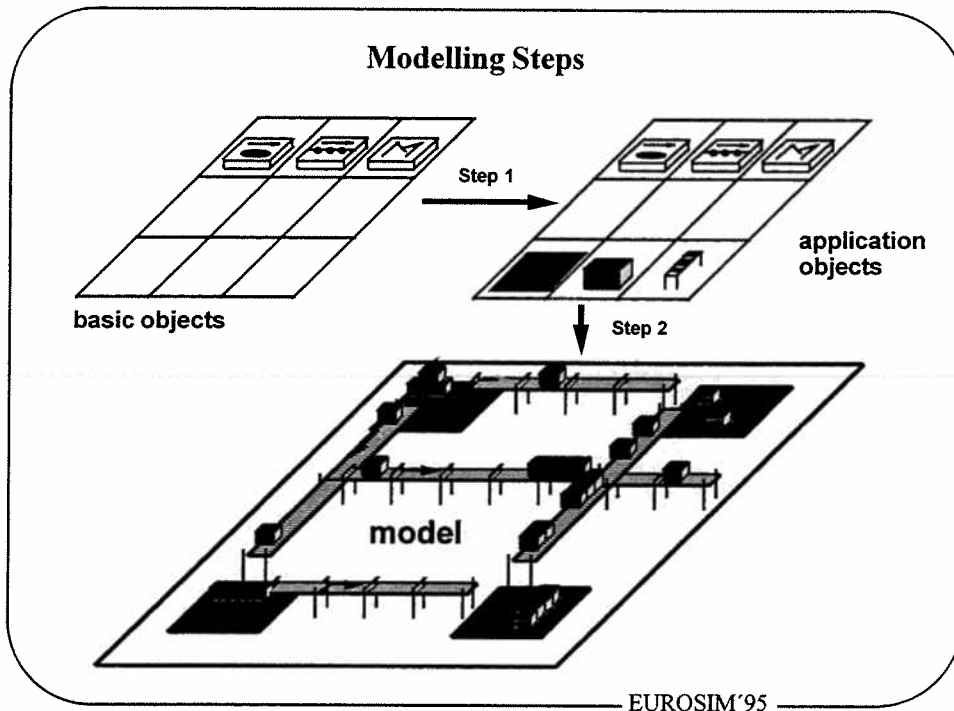 Modelling Steps
Step 1
basic objects
application
objects
Step 2
model
EUROSIM´95